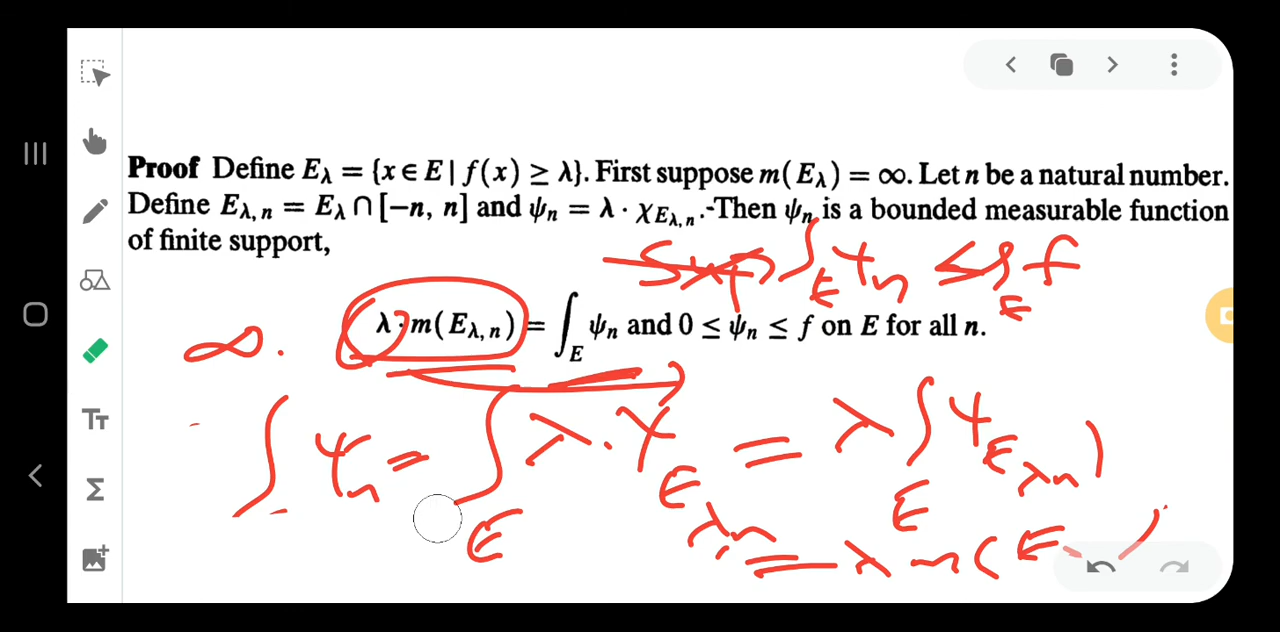 Proof Define E_λ = {x ∈ E | f(x) ≥ λ}. First suppose m(E_λ) = ∞. Let n be a natural number.
Define E_{λ,n} = E_λ ∩ [−n, n] and ψ_n = λ · χ_{E_{λ,n}}. Then ψ_n is a bounded measurable function
of finite support,
∫_E ψ_n ≤ ∫_E f
λ · m(E_{λ,n}) = ∫_E ψ_n and 0 ≤ ψ_n ≤ f on E for all n.
∞.
∫ ψ_n = ∫_E λ · χ_{E_{λn}} = λ ∫_E ψ_{E_{λn}})
= λ m(E )
Tт
Σ